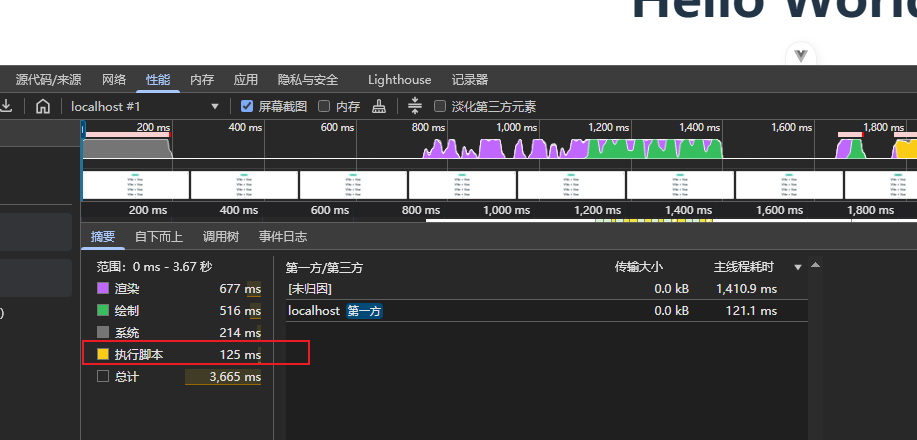 Hello World
源代码/来源 网络 性能 内存 应用 隐私与安全 Lighthouse 记录器
localhost #1 屏幕截图 内存 淡化第三方元素
200 ms 400 ms 600 ms 800 ms 1,000 ms 1,200 ms 1,400 ms 1,600 ms 1,800 ms
200 ms 400 ms 600 ms 800 ms 1,000 ms 1,200 ms 1,400 ms 1,600 ms 1,800 ms
摘要 自下而上 调用树 事件日志
范围：0 ms - 3.67 秒
第一方/第三方 传输大小 主线程耗时
渲染 677 ms
[未归因] 0.0 kB 1,410.9 ms
绘制 516 ms
localhost 第一方 0.0 kB 121.1 ms
系统 214 ms
)
执行脚本 125 ms
总计 3,665 ms